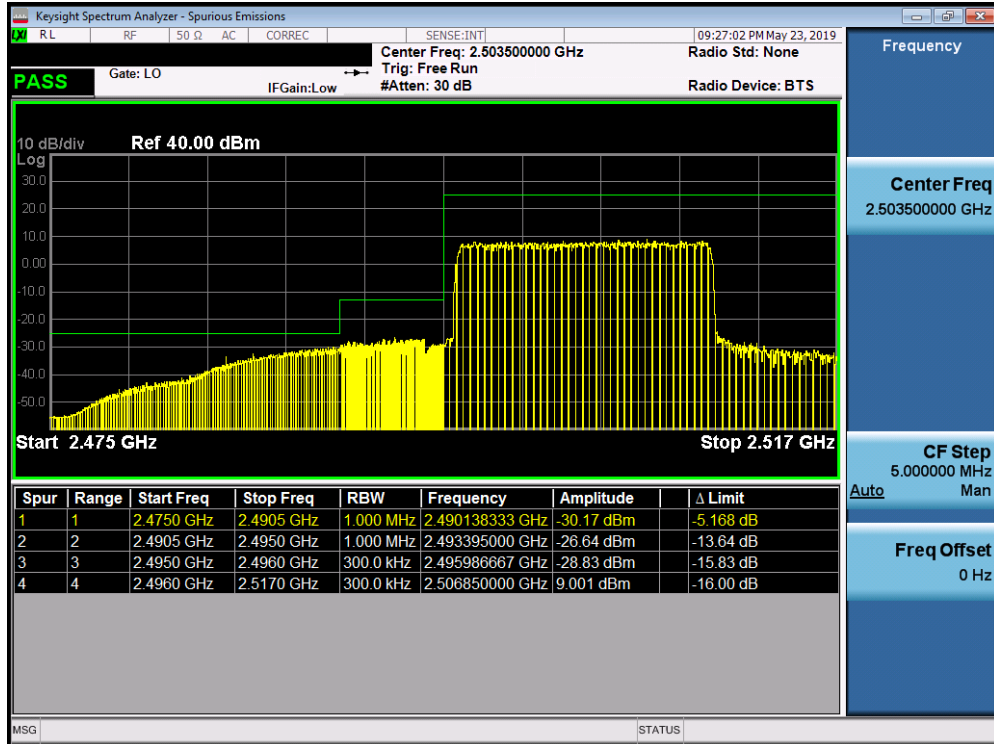 Keysight Spectrum Analyzer - Spurious Emissions
LXI RL RF 50 Ω AC CORREC SENSE:INT 09:27:02 PM May 23, 2019
Center Freq: 2.503500000 GHz Radio Std: None
Gate: LO Trig: Free Run
PASS IFGain:Low #Atten: 30 dB Radio Device: BTS
Frequency
10 dB/div Ref 40.00 dBm
Log
30.0
20.0
10.0
0.00
-10.0
-20.0
-30.0
-40.0
-50.0
Start 2.475 GHz Stop 2.517 GHz
Center Freq
2.503500000 GHz
CF Step
5.000000 MHz
Auto Man
Freq Offset
0 Hz
Spur Range Start Freq Stop Freq RBW Frequency Amplitude Δ Limit
1 1 2.4750 GHz 2.4905 GHz 1.000 MHz 2.490138333 GHz -30.17 dBm -5.168 dB
2 2 2.4905 GHz 2.4950 GHz 1.000 MHz 2.493395000 GHz -26.64 dBm -13.64 dB
3 3 2.4950 GHz 2.4960 GHz 300.0 kHz 2.495986667 GHz -28.83 dBm -15.83 dB
4 4 2.4960 GHz 2.5170 GHz 300.0 kHz 2.506850000 GHz 9.001 dBm -16.00 dB
MSG STATUS